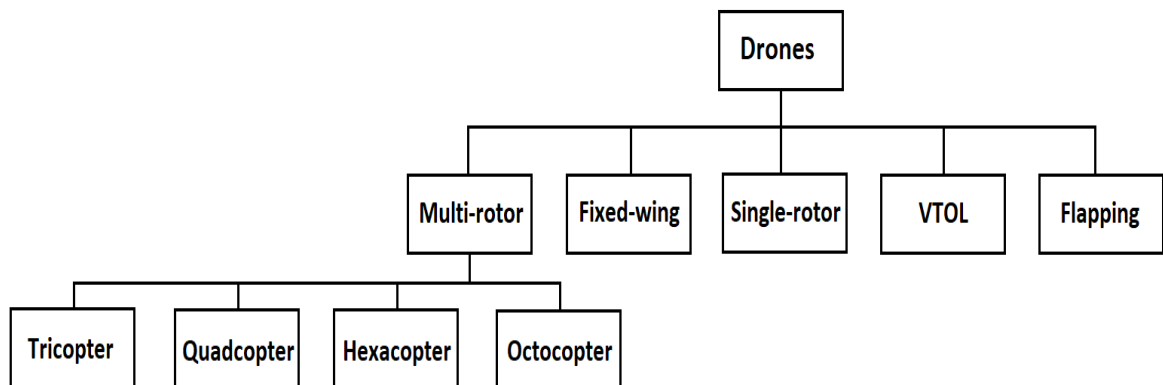 Drones
Multi-rotor
Fixed-wing
Single-rotor
VTOL
Flapping
Tricopter
Quadcopter
Hexacopter
Octocopter